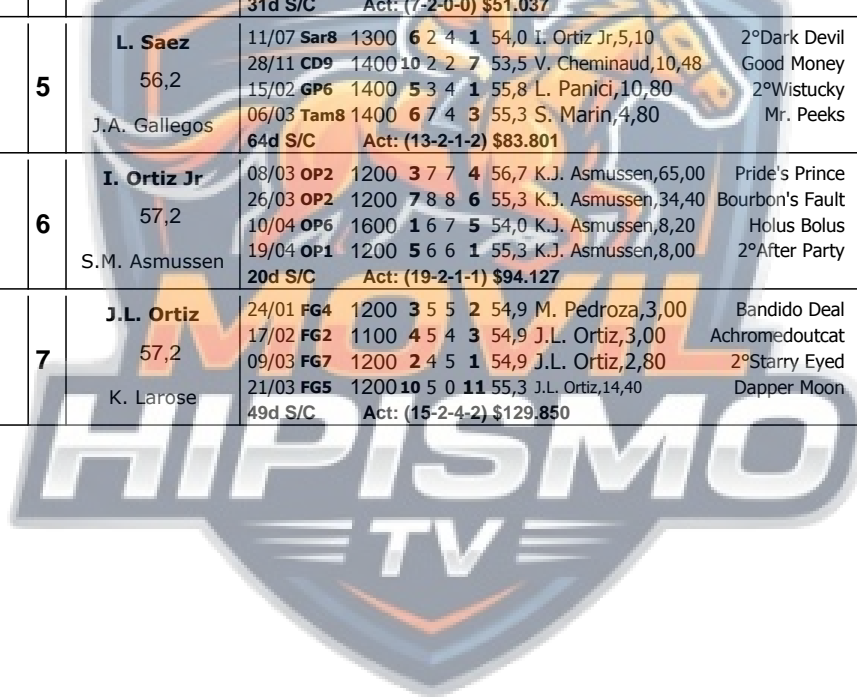 31d S/C Act: (7-2-0-0) $51.037
5
L. Saez
56,2
J.A. Gallegos
11/07 Sar8 1300 6 2 4 1 54,0 I. Ortiz Jr,5,10 2°Dark Devil
28/11 CD9 1400 10 2 2 7 53,5 V. Cheminaud,10,48 Good Money
15/02 GP6 1400 5 3 4 1 55,8 L. Panici,10,80 2°Wistucky
06/03 Tam8 1400 6 7 4 3 55,3 S. Marin,4,80 Mr. Peeks
64d S/C Act: (13-2-1-2) $83.801
6
I. Ortiz Jr
57,2
S.M. Asmussen
08/03 OP2 1200 3 7 7 4 56,7 K.J. Asmussen,65,00 Pride's Prince
26/03 OP2 1200 7 8 8 6 55,3 K.J. Asmussen,34,40 Bourbon's Fault
10/04 OP6 1600 1 6 7 5 54,0 K.J. Asmussen,8,20 Holus Bolus
19/04 OP1 1200 5 6 6 1 55,3 K.J. Asmussen,8,00 2°After Party
20d S/C Act: (19-2-1-1) $94.127
7
J.L. Ortiz
57,2
K. Larose
24/01 FG4 1200 3 5 5 2 54,9 M. Pedroza,3,00 Bandido Deal
17/02 FG2 1100 4 5 4 3 54,9 J.L. Ortiz,3,00 Achromedoutcat
09/03 FG7 1200 2 4 5 1 54,9 J.L. Ortiz,2,80 2°Starry Eyed
21/03 FG5 1200 10 5 0 11 55,3 J.L. Ortiz,14,40 Dapper Moon
49d S/C Act: (15-2-4-2) $129.850
MOVIL
HIPISMO
TV